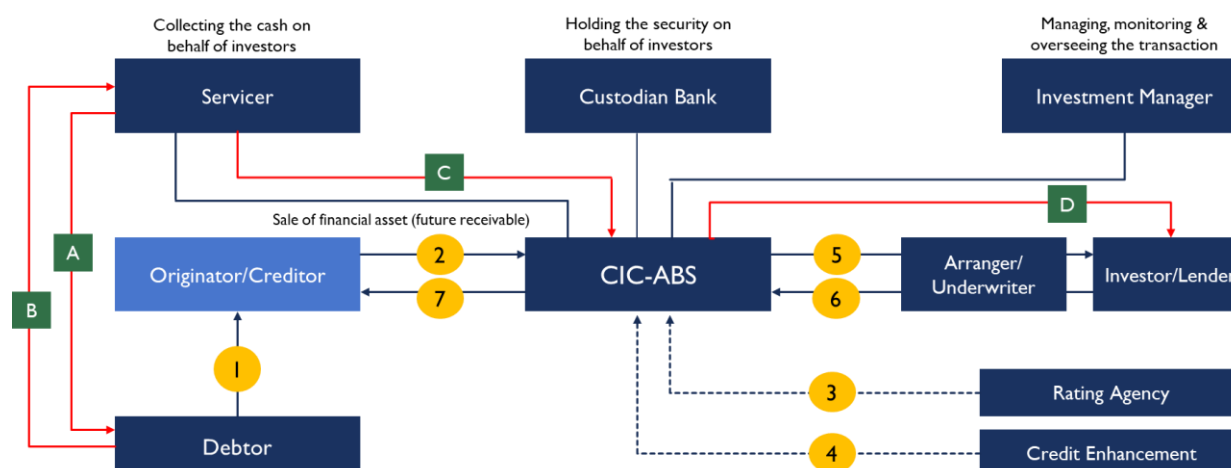 Collecting the cash on
behalf of investors
Holding the security on
behalf of investors
Managing, monitoring &
overseeing the transaction
Servicer
Custodian Bank
Investment Manager
C
D
Sale of financial asset (future receivable)
A
B
Originator/Creditor
2
7
CIC-ABS
5
6
Arranger/
Underwriter
Investor/Lender
1
3
Rating Agency
Debtor
4
Credit Enhancement